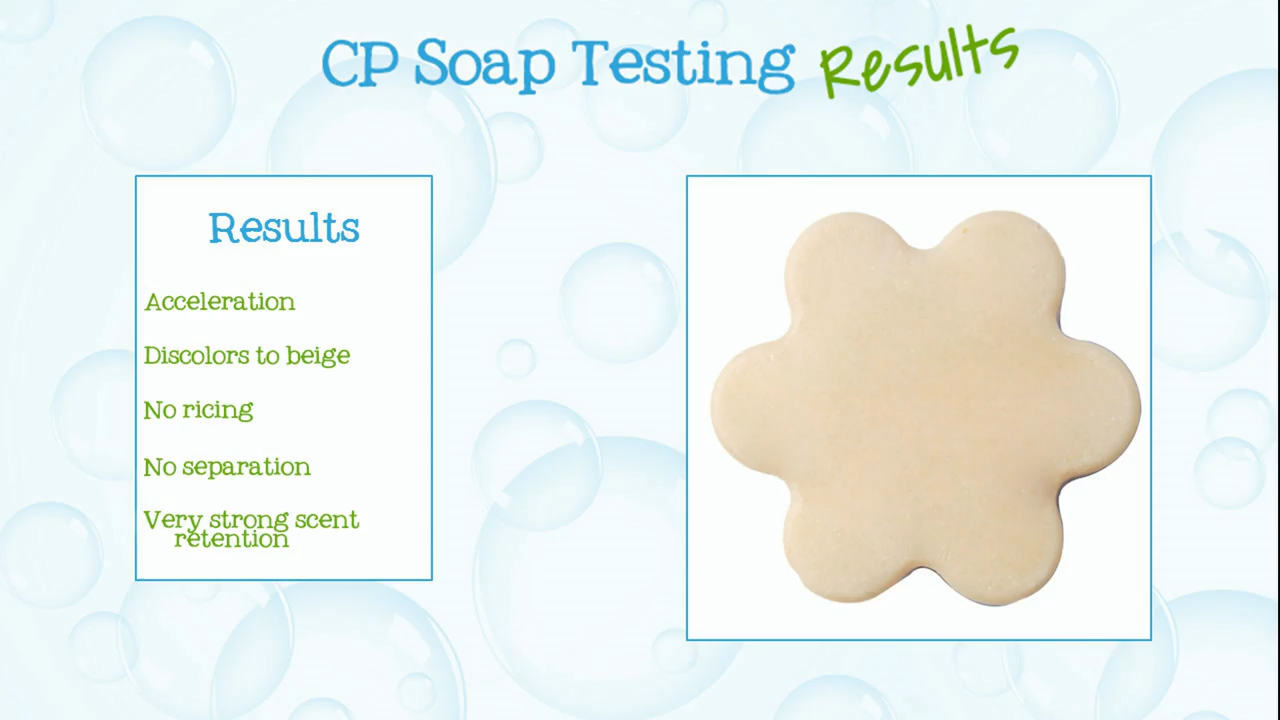 CP Soap Testing Results
Results
Acceleration
Discolors to beige
No ricing
No separation
Very strong scent
retention